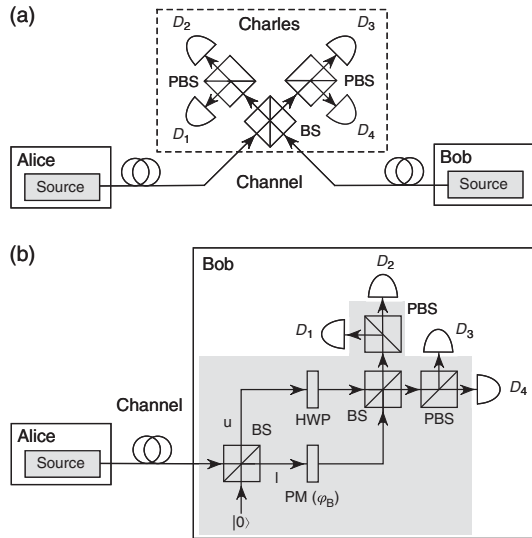 (a)
Charles
D₂
D₃
PBS
PBS
D₁
BS
D₄
Alice
Source
Channel
Bob
Source
(b)
Bob
D₂
PBS
D₁
D₃
D₄
Channel
u
HWP
BS
PBS
Alice
Source
BS
l
PM (φ_B)
|0⟩